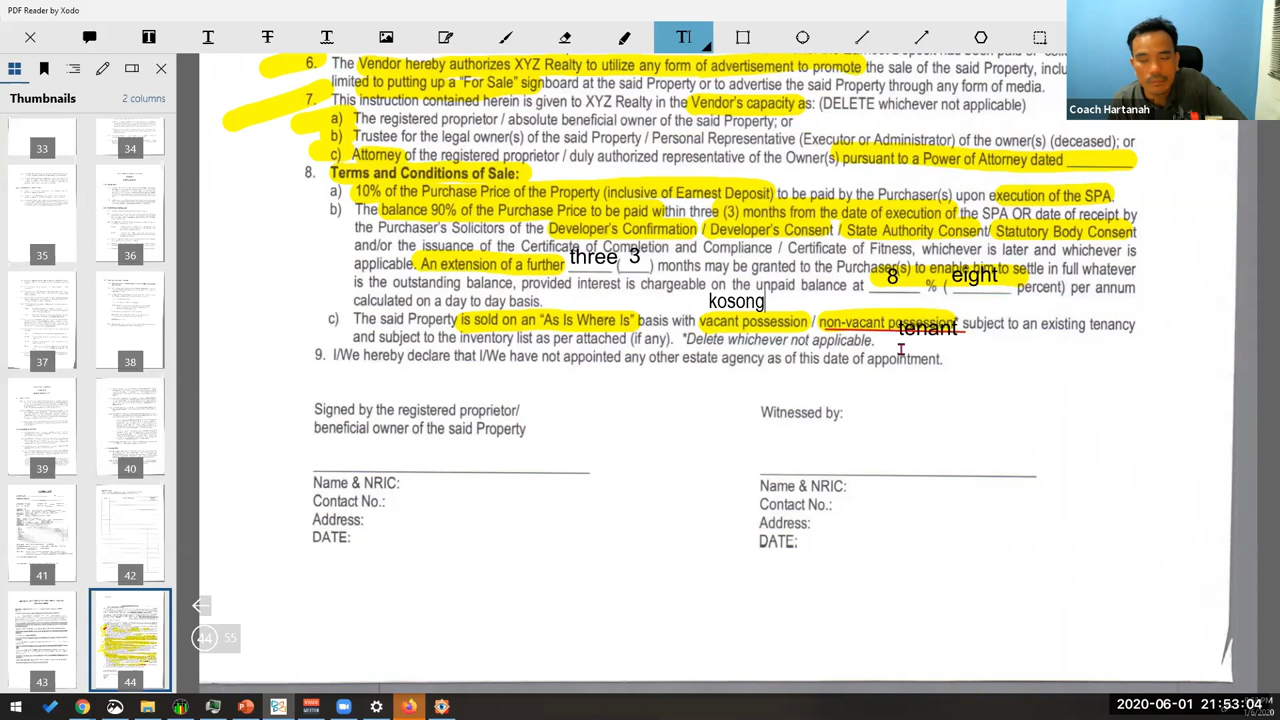 PDF Reader by Xodo
Thumbnails
2 columns
33
34
35
36
37
38
39
40
41
42
43
44
44
55
6. The Vendor hereby authorizes XYZ Realty to utilize any form of advertisement to promote the sale of the said Property,
limited to putting up a “For Sale” signboard at the said Property or to advertise the said Property through any form of media.
7. This instruction contained herein is given to XYZ Realty in the Vendor's capacity as: (DELETE whichever not applicable)
a) The registered proprietor / absolute beneficial owner of the said Property; or
b) Trustee for the legal owner(s) of the said Property / Personal Representative (Executor or Administrator) of the owner(s) (deceased); or
c) Attorney of the registered proprietor / duly authorized representative of the Owner(s) pursuant to a Power of Attorney dated __________
8. Terms and Conditions of Sale:
a) 10% of the Purchase Price of the Property (inclusive of Earnest Deposit) to be paid by the Purchaser(s) upon execution of the SPA.
b) The balance 90% of the Purchase Price to be paid within three (3) months from the date of execution of the SPA OR date of receipt by
the Purchaser's Solicitors of the Developer's Confirmation / Developer's Consent / State Authority Consent/ Statutory Body Consent
and/or the issuance of the Certificate of Completion and Compliance / Certificate of Fitness, whichever is later and whichever is
applicable. An extension of a further three (3) months may be granted to the Purchaser(s) to enable him to settle in full whatever
is the outstanding balance, provided interest is chargeable on the unpaid balance at 8 % ( eight percent) per annum
calculated on a day to day basis.
kosong
c) The said Property is sold on an “As Is Where Is” basis with vacant possession / non-vacant possession* subject to an existing tenancy
tenant
and subject to the inventory list as per attached (if any). *Delete whichever not applicable.
9. I/We hereby declare that I/We have not appointed any other estate agency as of this date of appointment.
Signed by the registered proprietor/
beneficial owner of the said Property
Witnessed by:
Name & NRIC:
Contact No.:
Address:
DATE:
Name & NRIC:
Contact No.:
Address:
DATE:
Coach Hartanah
2020-06-01 21:53:04